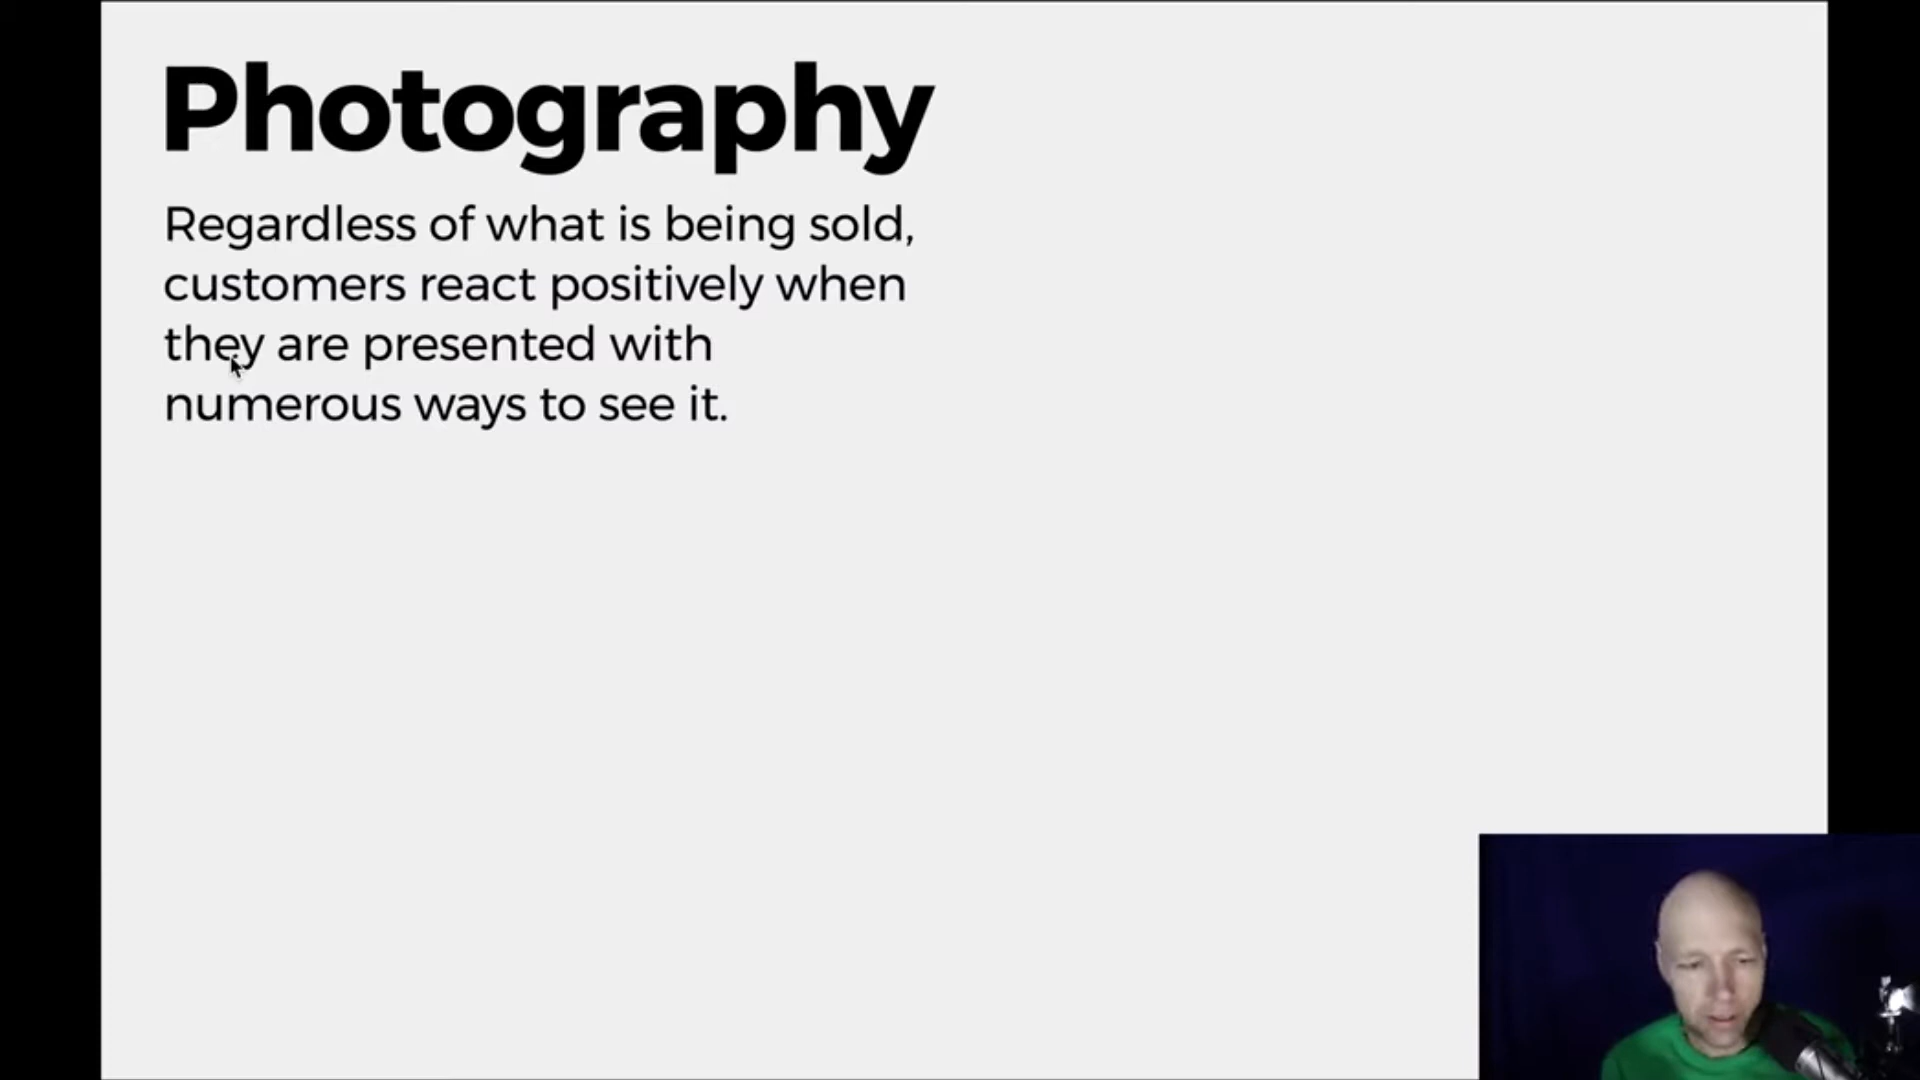 Photography
Regardless of what is being sold,
customers react positively when
they are presented with
numerous ways to see it.